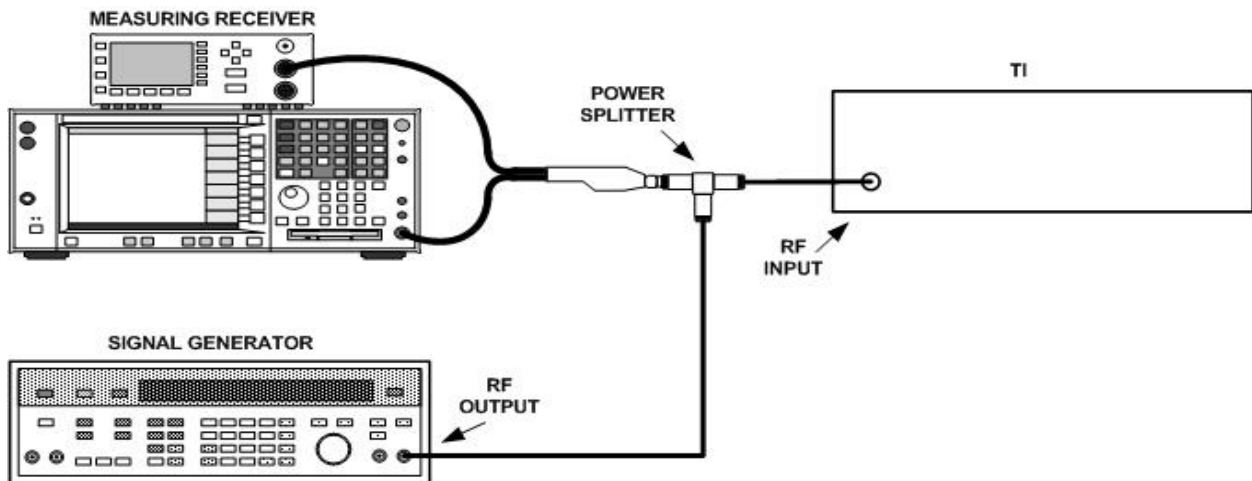 MEASURING RECEIVER
POWER
SPLITTER
TI
RF
INPUT
SIGNAL GENERATOR
RF
OUTPUT